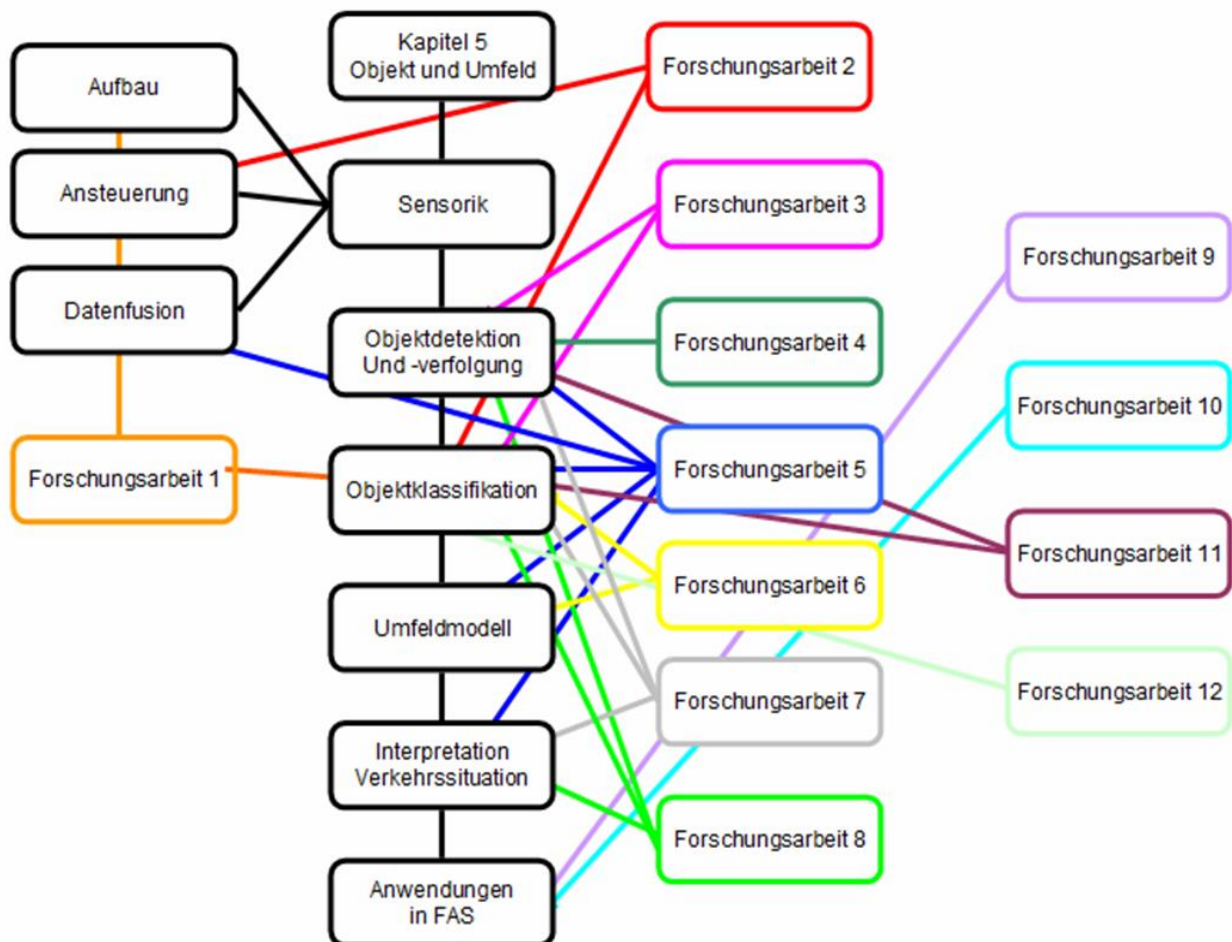 Aufbau
Ansteuerung
Datenfusion
Forschungsarbeit 1
Kapitel 5
Objekt und Umfeld
Sensorik
Objektdetektion
Und -verfolgung
Objektklassifikation
Umfeldmodell
Interpretation
Verkehrssituation
Anwendungen
in FAS
Forschungsarbeit 2
Forschungsarbeit 3
Forschungsarbeit 4
Forschungsarbeit 5
Forschungsarbeit 6
Forschungsarbeit 7
Forschungsarbeit 8
Forschungsarbeit 9
Forschungsarbeit 10
Forschungsarbeit 11
Forschungsarbeit 12